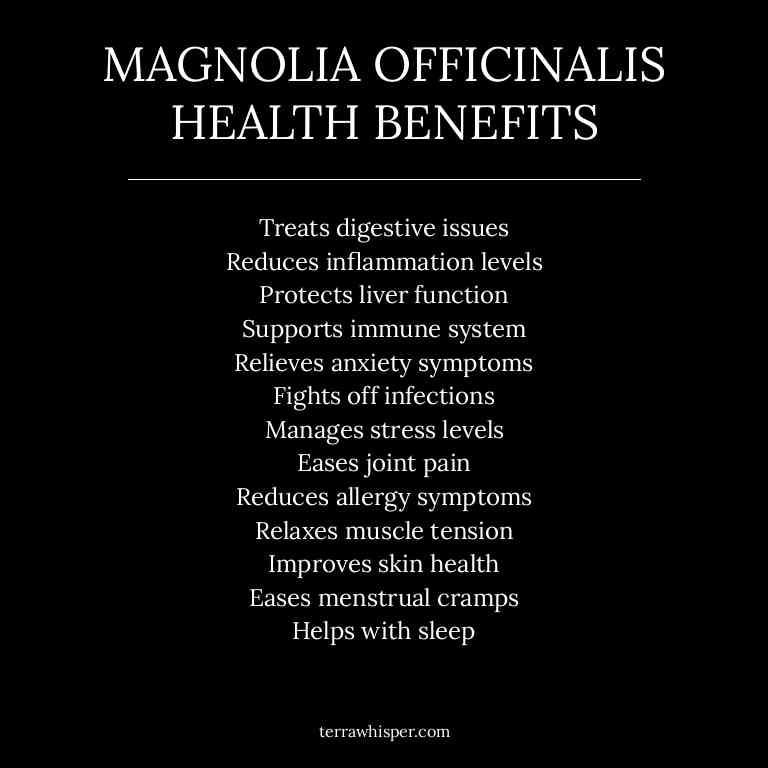 MAGNOLIA OFFICINALIS
HEALTH BENEFITS
Treats digestive issues
Reduces inflammation levels
Protects liver function
Supports immune system
Relieves anxiety symptoms
Fights off infections
Manages stress levels
Eases joint pain
Reduces allergy symptoms
Relaxes muscle tension
Improves skin health
Eases menstrual cramps
Helps with sleep
terrawhisper.com